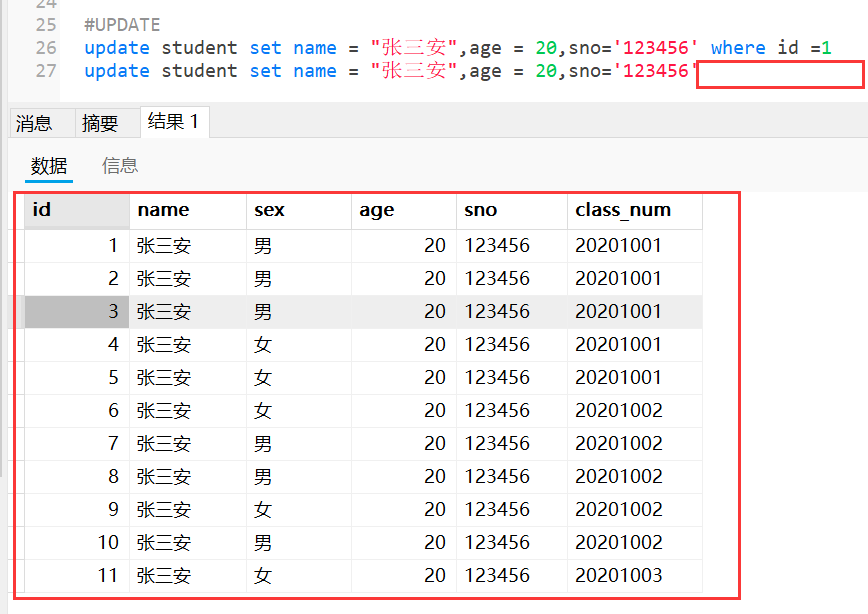 24
25 #UPDATE
26 update student set name = "张三安",age = 20,sno='123456' where id =1
27 update student set name = "张三安",age = 20,sno='123456'
消息 摘要 结果 1
数据 信息
id name sex age sno class_num
1 张三安 男 20 123456 20201001
2 张三安 男 20 123456 20201001
3 张三安 男 20 123456 20201001
4 张三安 女 20 123456 20201001
5 张三安 女 20 123456 20201001
6 张三安 女 20 123456 20201002
7 张三安 男 20 123456 20201002
8 张三安 男 20 123456 20201002
9 张三安 女 20 123456 20201002
10 张三安 男 20 123456 20201002
11 张三安 女 20 123456 20201003